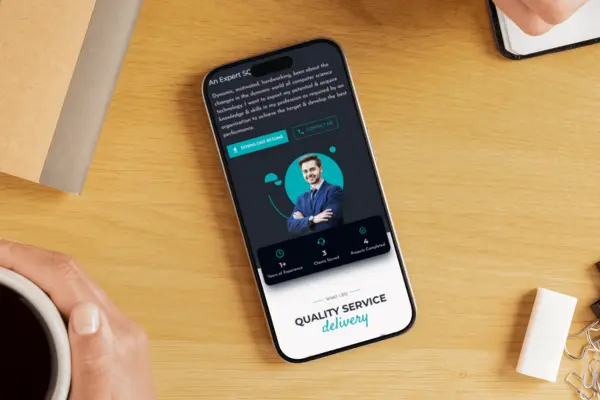 An Expert
Dynamic, motivated, hardworking, keen about the
changes in the dynamic world of computer science
technology. I want to export my potential & acquire
knowledge & skills in my profession as required by an
organization to achieve the target & develop the best
performance.
DOWNLOAD RESUME
CONTACT ME
1+
Years of Experience
3
Clients Served
4
Projects Completed
WHAT I DO
QUALITY SERVICE
delivery